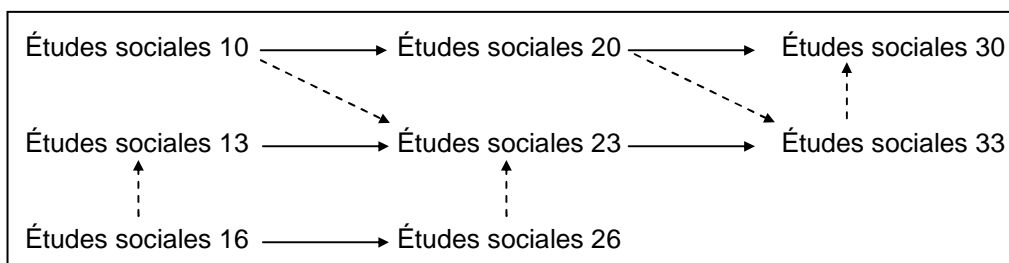 Études sociales 10 Études sociales 20 Études sociales 30
Études sociales 13 Études sociales 23 Études sociales 33
Études sociales 16 Études sociales 26